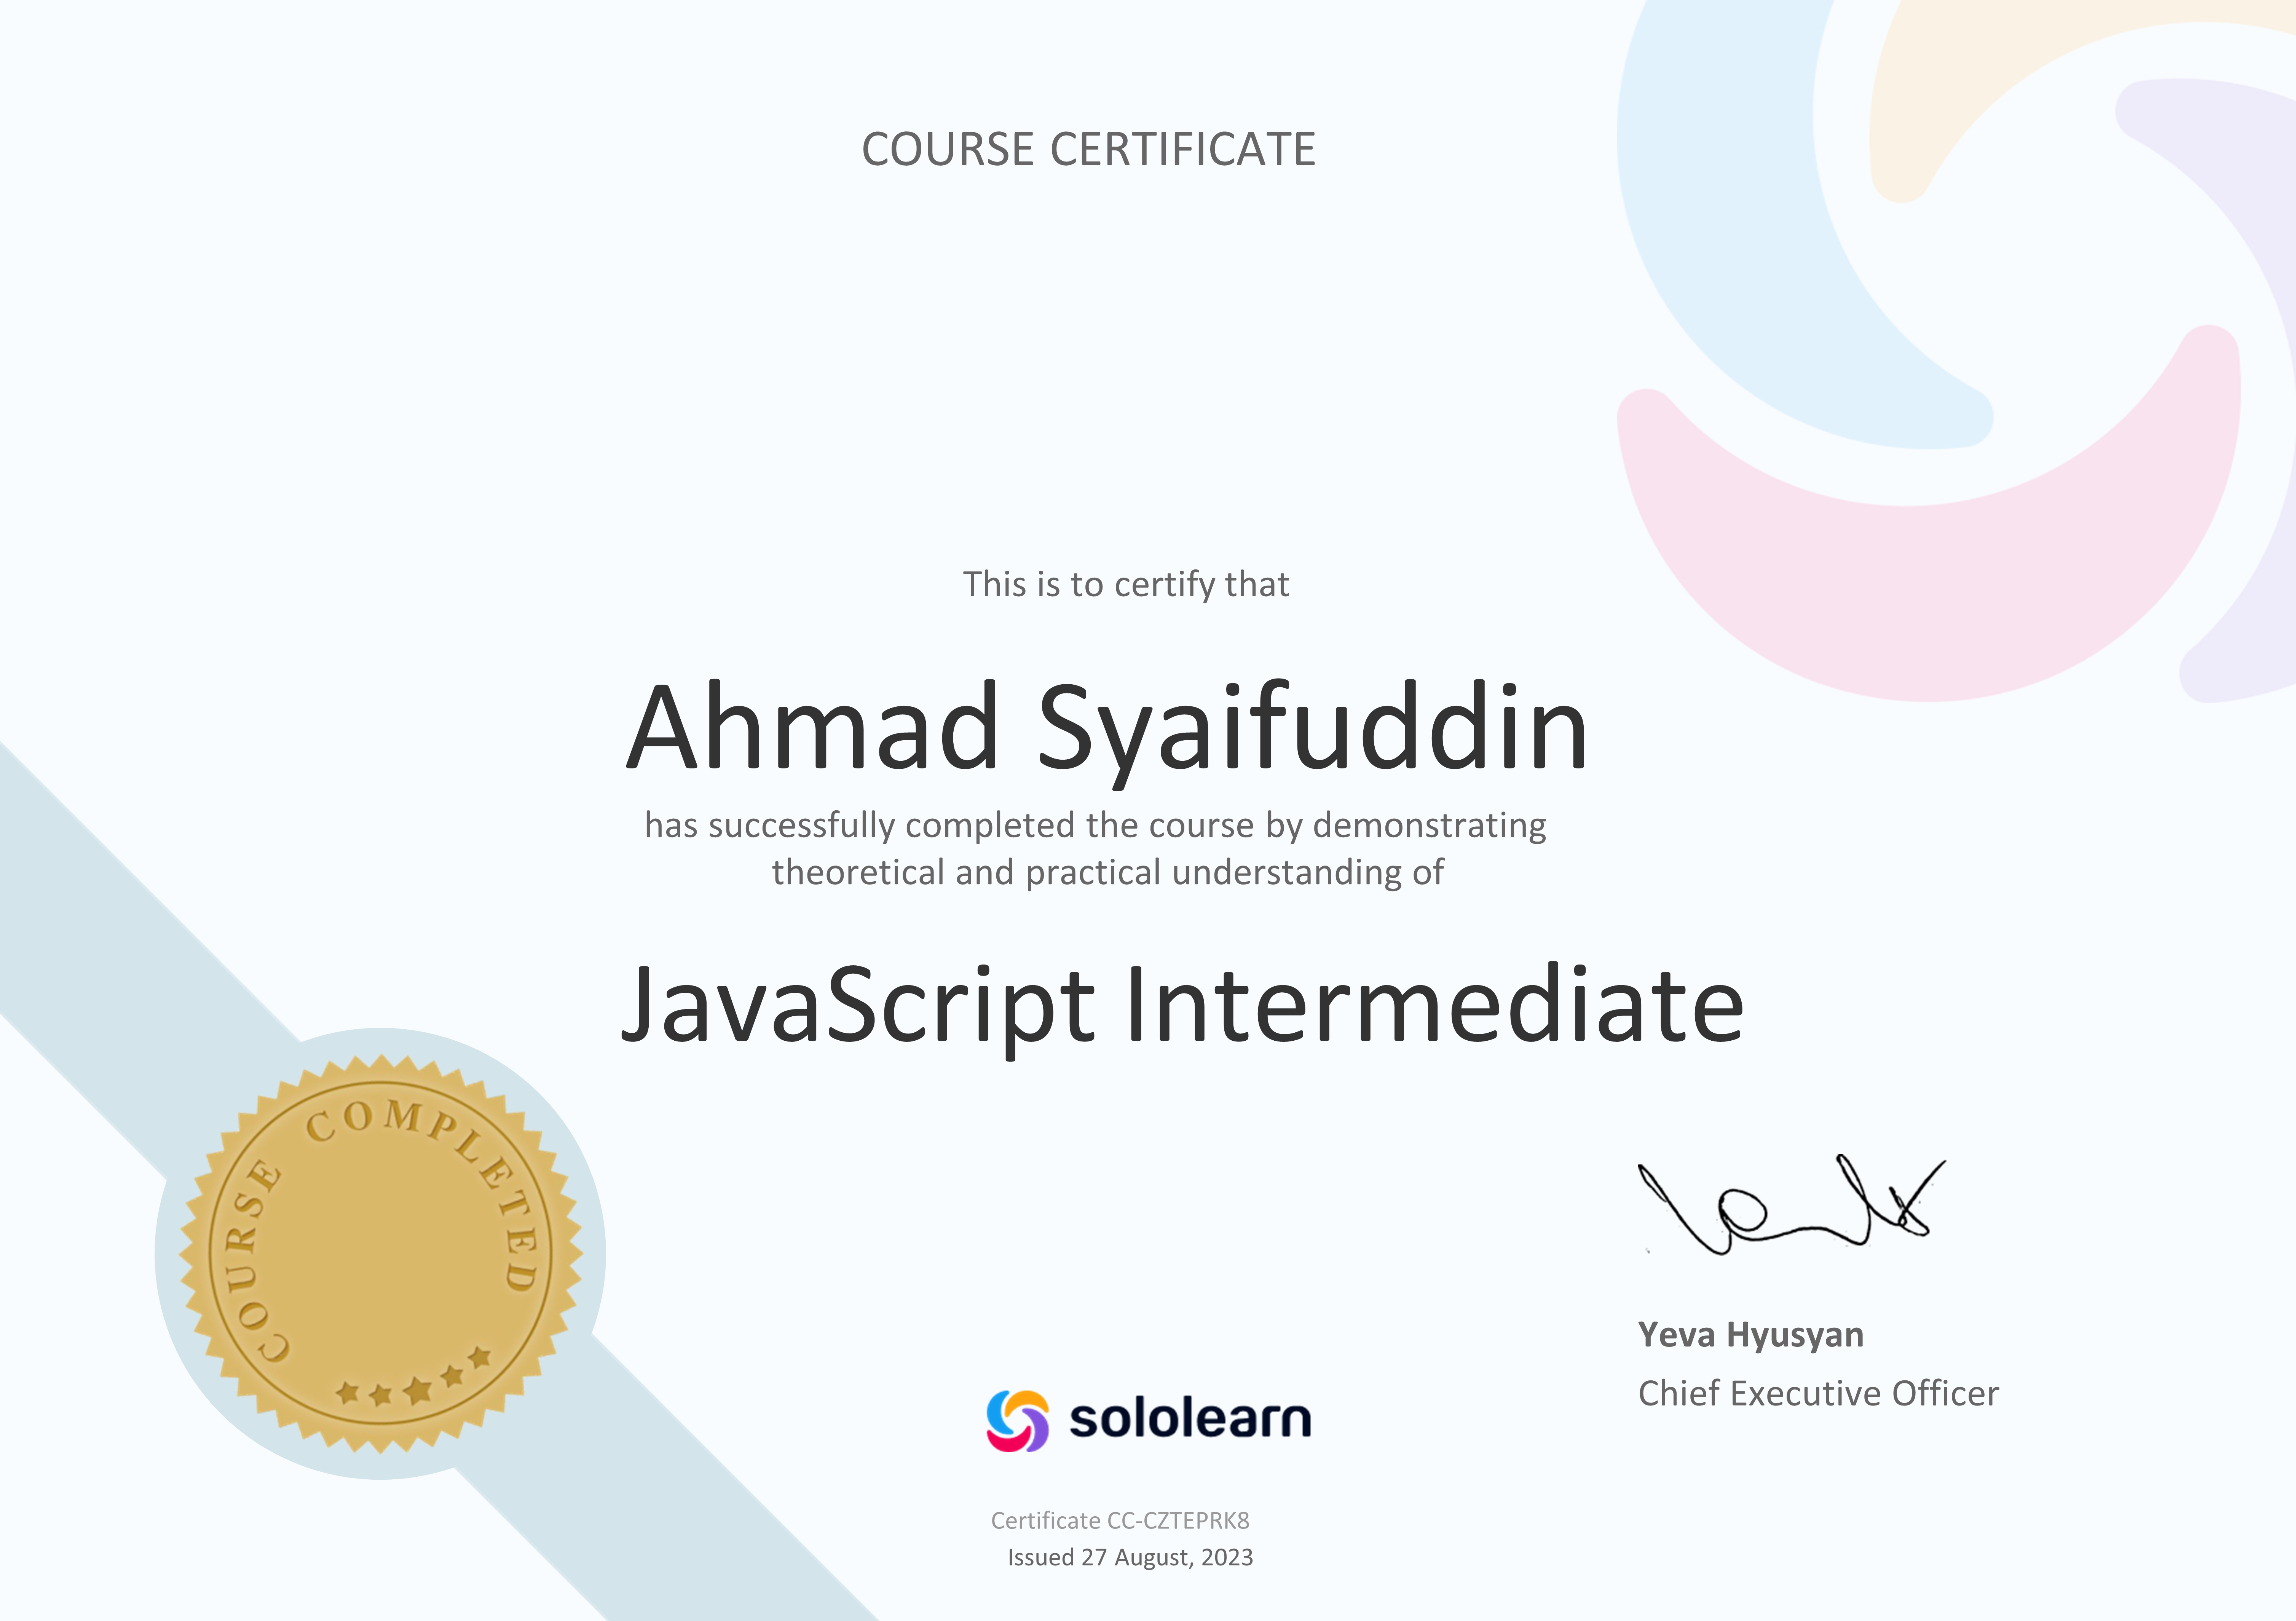 COURSE CERTIFICATE
This is to certify that
Ahmad Syaifuddin
has successfully completed the course by demonstrating
theoretical and practical understanding of
JavaScript Intermediate
COURSE COMPLETED
Yeva Hyusyan
Chief Executive Officer
sololearn
Certificate CC-CZTEPRK8
Issued 27 August, 2023